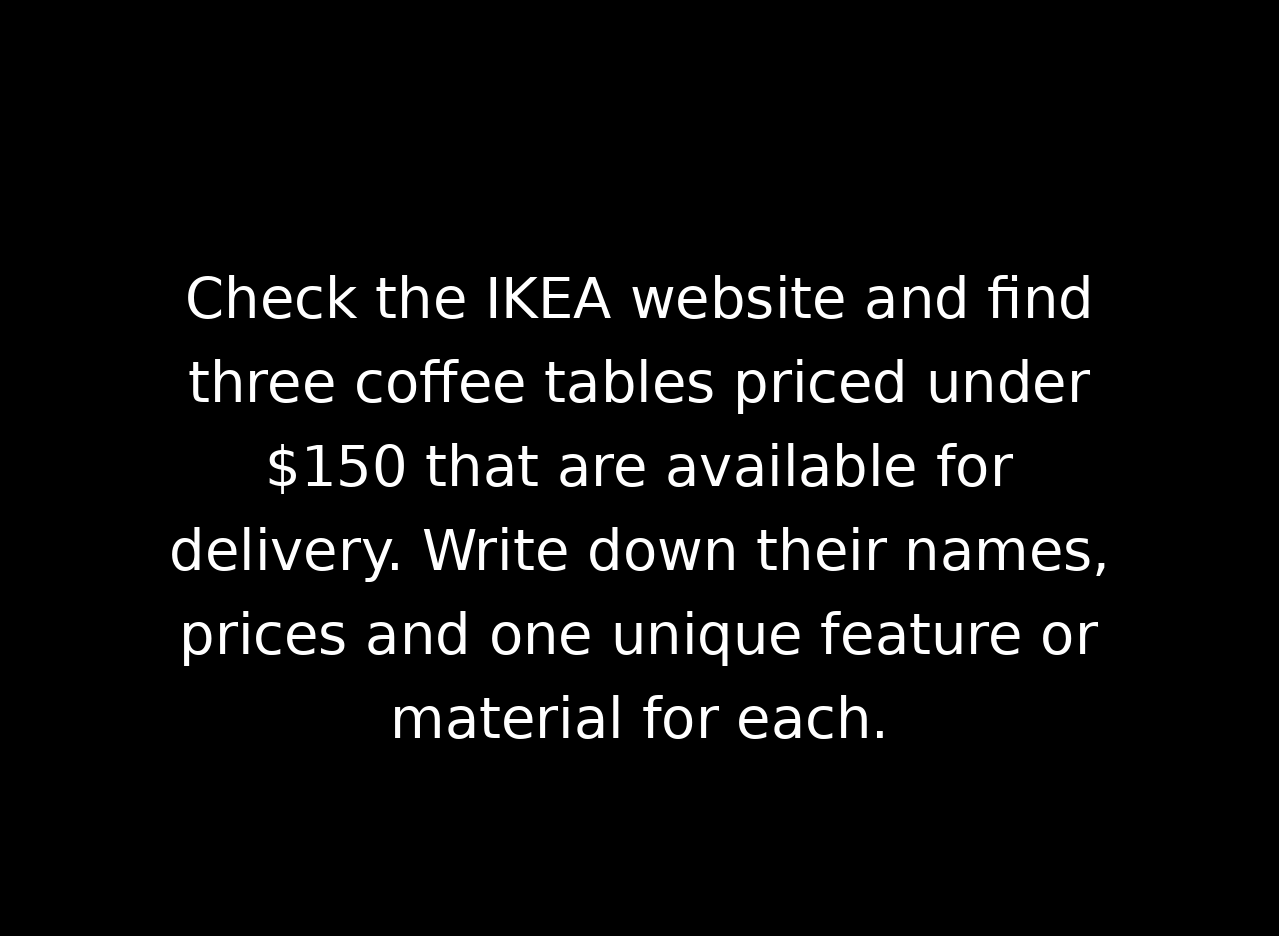 Check the IKEA website and find
three coffee tables priced under
$150 that are available for
delivery. Write down their names,
prices and one unique feature or
material for each.